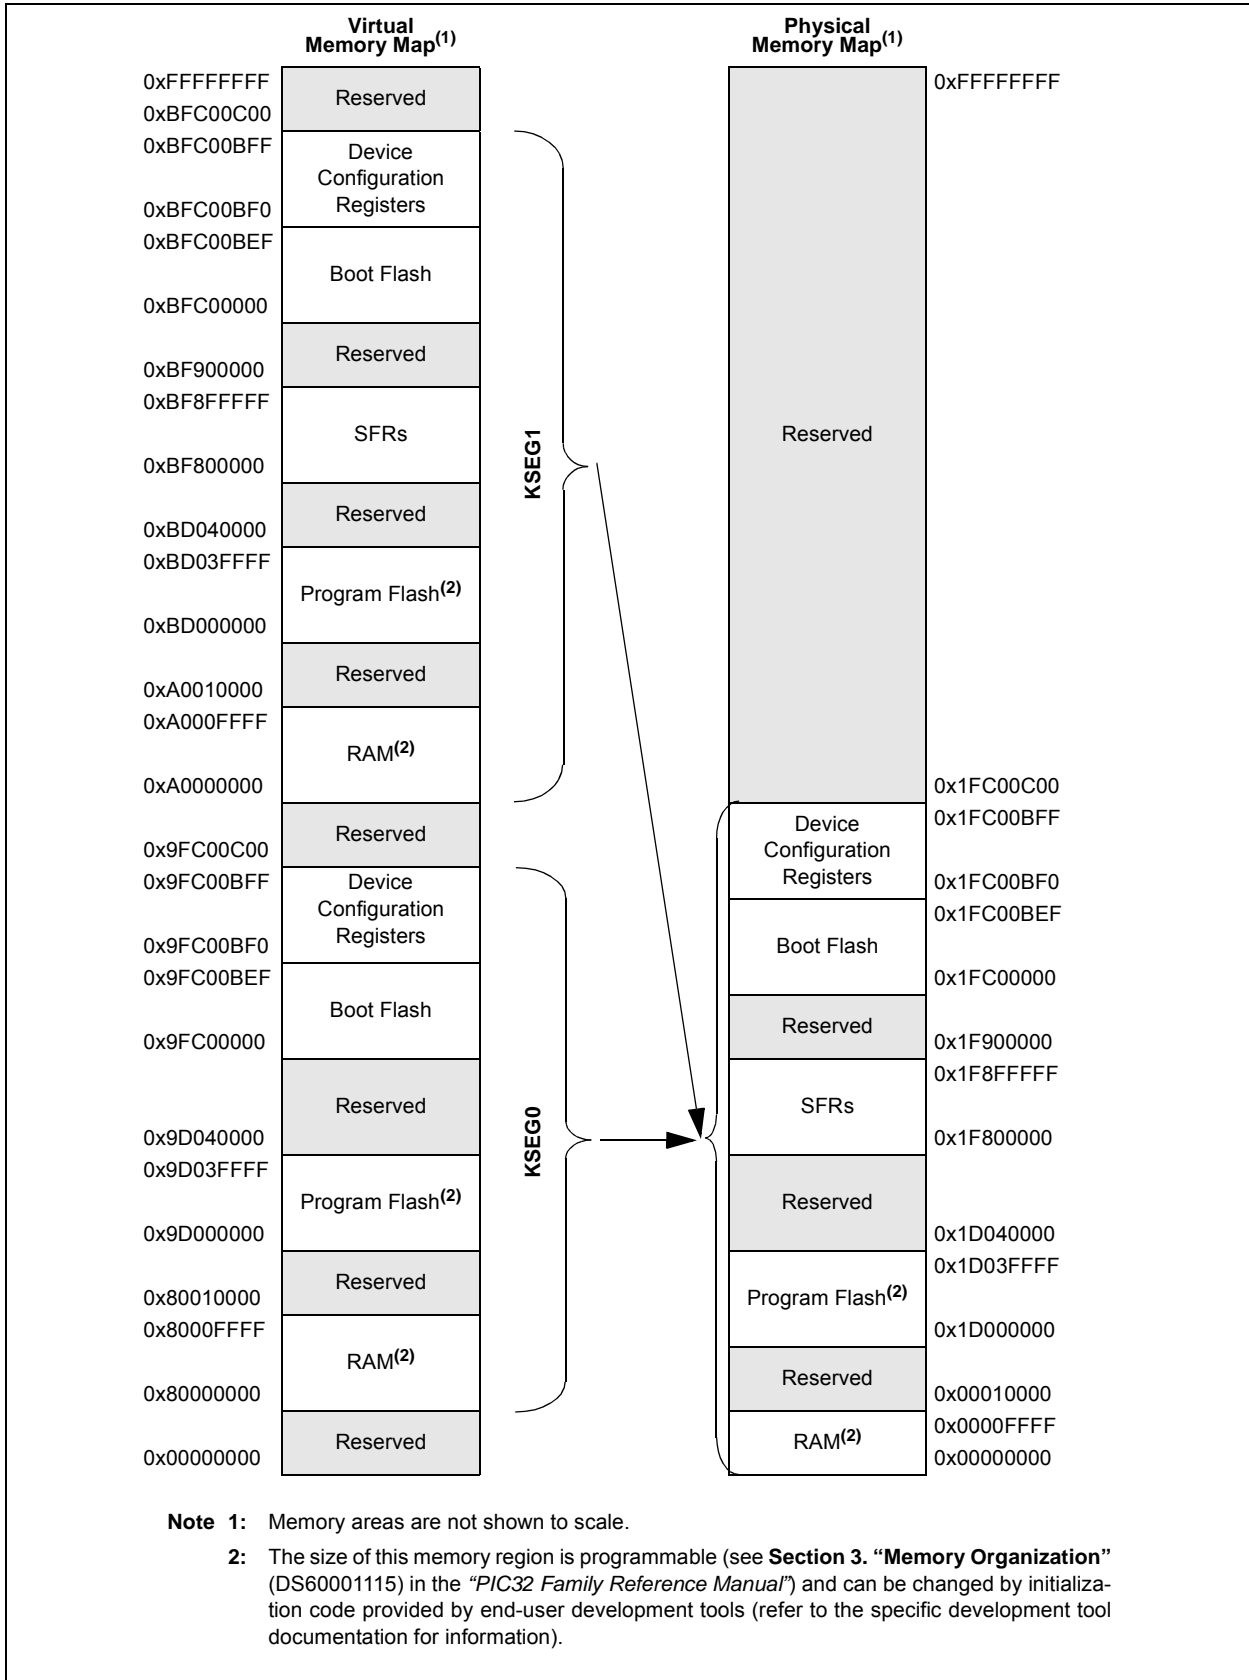 Virtual
Memory Map(1)
0xFFFFFFFF
Reserved
0xBFC00C00
0xBFC00BFF
Device
Configuration
Registers
0xBFC00BF0
0xBFC00BEF
Boot Flash
0xBFC00000
Reserved
0xBF900000
0xBF8FFFFF
SFRs
0xBF800000
Reserved
0xBD040000
0xBD03FFFF
Program Flash(2)
0xBD000000
Reserved
0xA0010000
0xA000FFFF
RAM(2)
0xA0000000
Reserved
0x9FC00C00
0x9FC00BFF
Device
Configuration
Registers
0x9FC00BF0
0x9FC00BEF
Boot Flash
0x9FC00000
Reserved
0x9D040000
0x9D03FFFF
Program Flash(2)
0x9D000000
Reserved
0x80010000
0x8000FFFF
RAM(2)
0x80000000
Reserved
0x00000000
KSEG1
KSEG0
Physical
Memory Map(1)
0xFFFFFFFF
Reserved
0x1FC00C00
0x1FC00BFF
Device
Configuration
Registers
0x1FC00BF0
0x1FC00BEF
Boot Flash
0x1FC00000
Reserved
0x1F900000
0x1F8FFFFF
SFRs
0x1F800000
Reserved
0x1D040000
0x1D03FFFF
Program Flash(2)
0x1D000000
Reserved
0x00010000
0x0000FFFF
RAM(2)
0x00000000
Note 1: Memory areas are not shown to scale.
2: The size of this memory region is programmable (see Section 3. “Memory Organization”
(DS60001115) in the “PIC32 Family Reference Manual”) and can be changed by initializa-
tion code provided by end-user development tools (refer to the specific development tool
documentation for information).